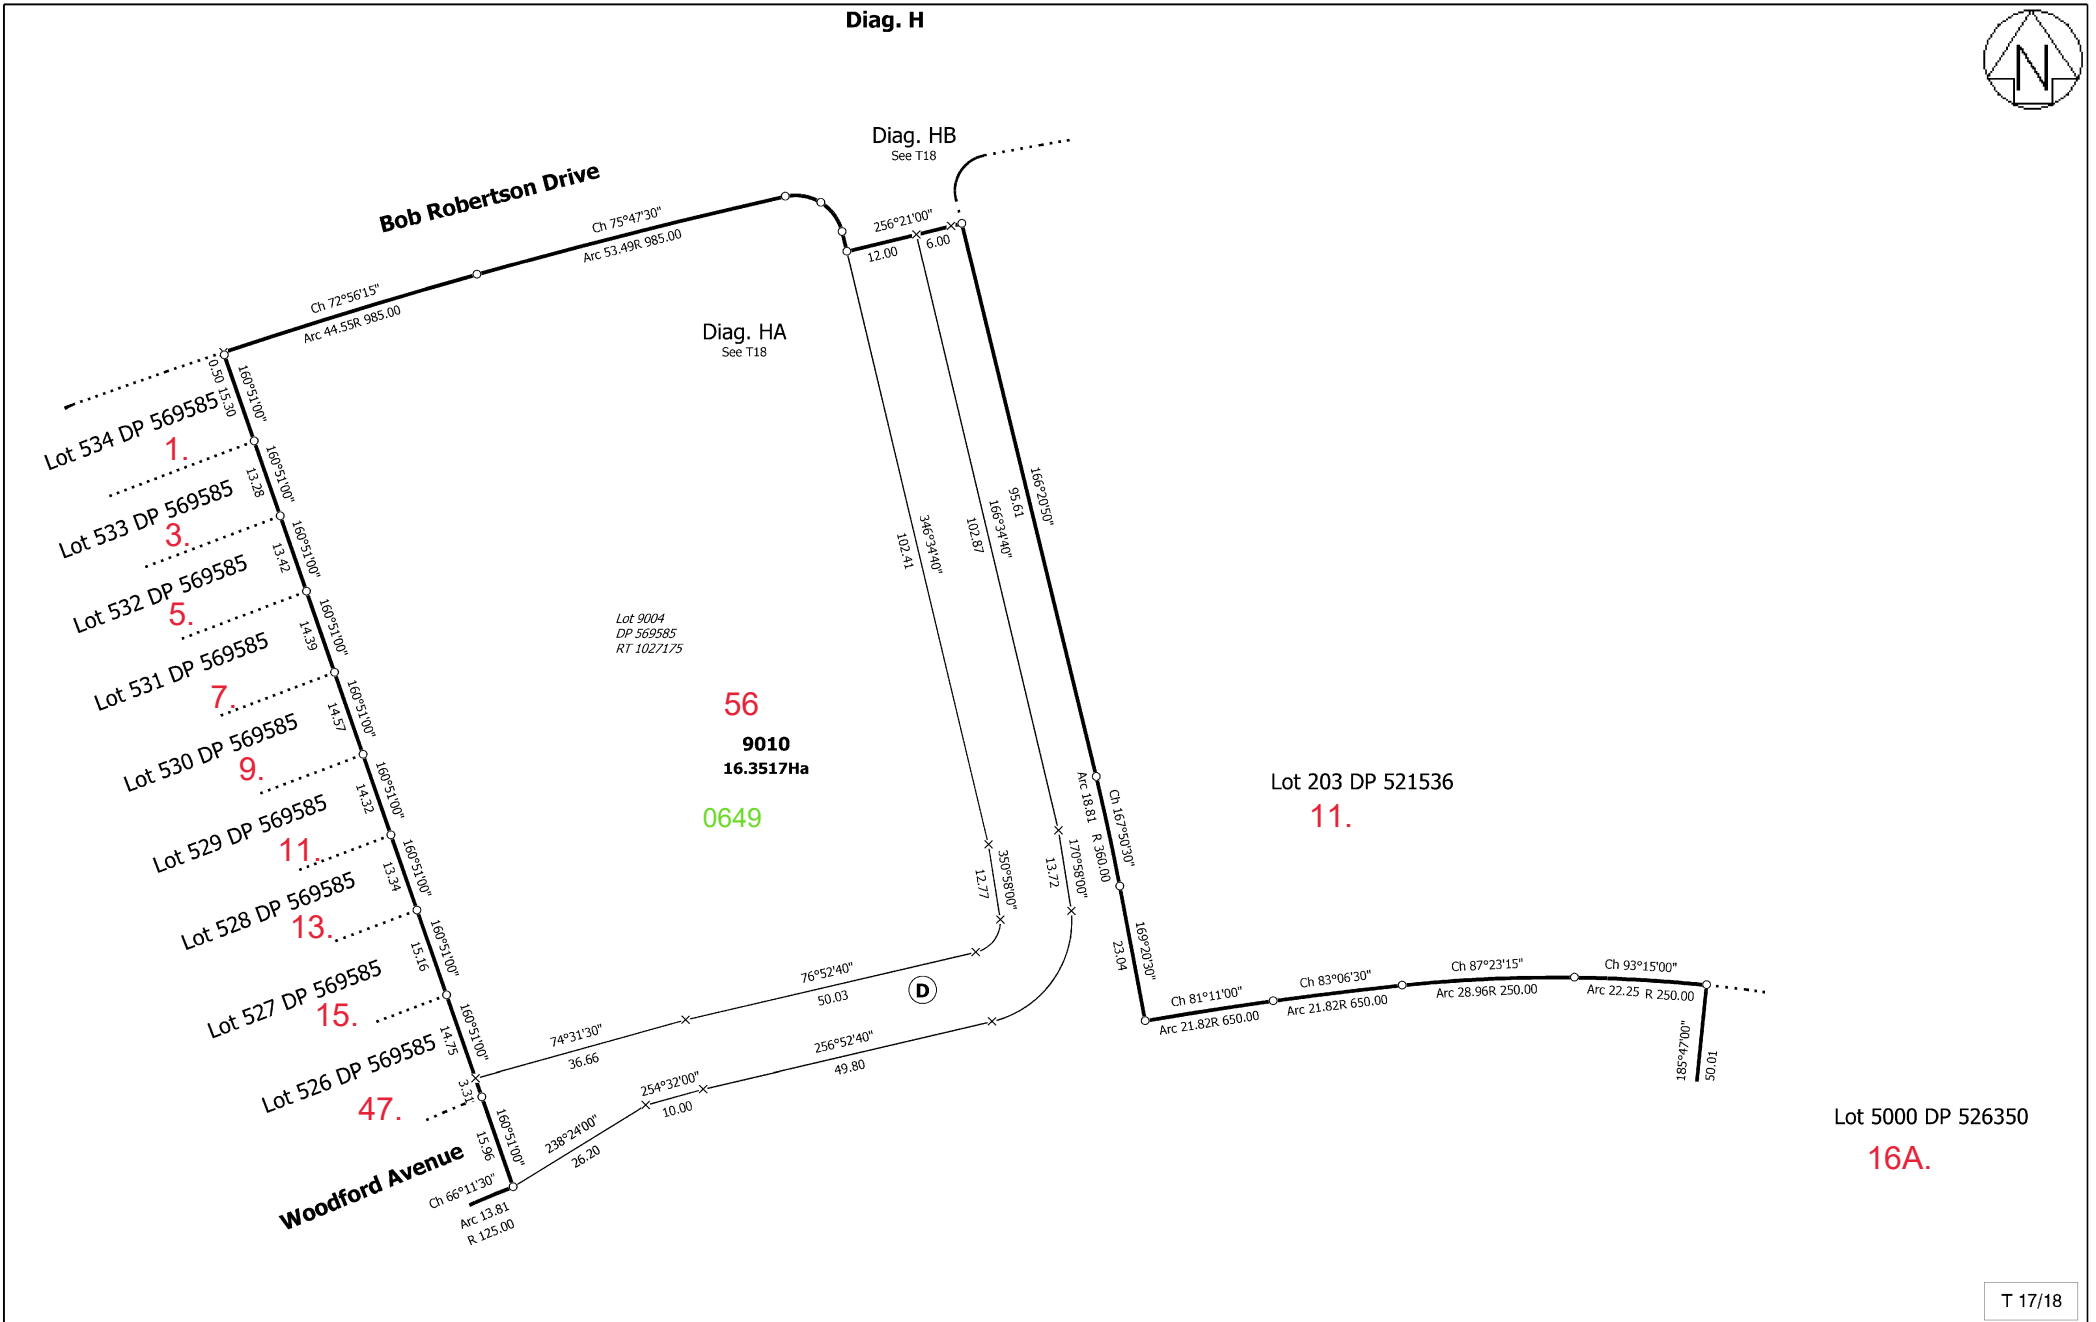 Diag. H
N
Diag. HB
See T18
Bob Robertson Drive
Ch 75°47'30"
Arc 53.49R 985.00
256°21'00"
12.00
6.00
Ch 72°56'15"
Arc 44.55R 985.00
Diag. HA
See T18
0.50
15.30
160°51'00"
Lot 534 DP 569585
1.
13.28
160°51'00"
Lot 533 DP 569585
3.
13.42
160°51'00"
Lot 532 DP 569585
5.
14.39
160°51'00"
Lot 531 DP 569585
7.
14.57
160°51'00"
Lot 530 DP 569585
9.
14.32
160°51'00"
Lot 529 DP 569585
11.
13.34
160°51'00"
Lot 528 DP 569585
13.
15.16
160°51'00"
Lot 527 DP 569585
15.
14.75
160°51'00"
Lot 526 DP 569585
47.
3.31
15.96
160°51'00"
Woodford Avenue
Ch 66°11'30"
Arc 13.81
R 125.00
346°34'40"
102.41
166°34'40"
102.87
166°20'50"
95.61
Lot 9004
DP 569585
RT 1027175
56
9010
16.3517Ha
0649
Arc 18.81 R 360.00
Ch 167°50'30"
350°58'00"
12.77
170°58'00"
13.72
169°20'30"
23.04
76°52'40"
50.03
D
74°31'30"
36.66
256°52'40"
49.80
254°32'00"
10.00
238°24'00"
26.20
Lot 203 DP 521536
11.
Ch 81°11'00"
Arc 21.82R 650.00
Ch 83°06'30"
Arc 21.82R 650.00
Ch 87°23'15"
Arc 28.96R 250.00
Ch 93°15'00"
Arc 22.25 R 250.00
185°47'00"
50.01
Lot 5000 DP 526350
16A.
T 17/18